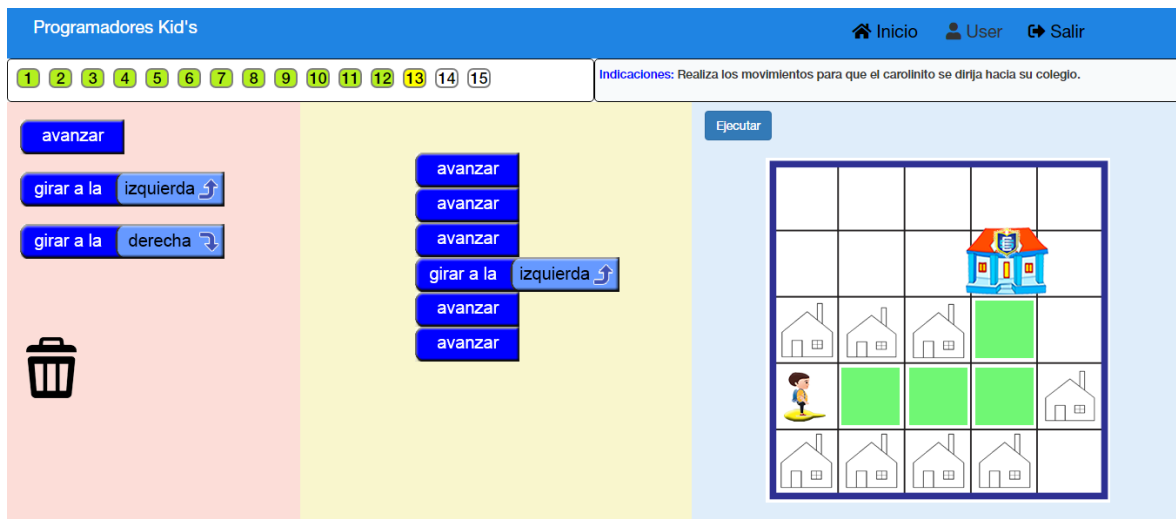 Programadores Kid's
Inicio
User
Salir
1 2 3 4 5 6 7 8 9 10 11 12 13 14 15
Indicaciones: Realiza los movimientos para que el carolinito se dirija hacia su colegio.
avanzar
girar a la izquierda
girar a la derecha
avanzar
avanzar
avanzar
girar a la izquierda
avanzar
avanzar
Ejecutar